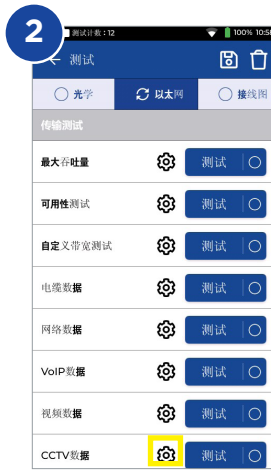 2
测试计数:12 100% 10:58
← 测试
光学 以太网 接线图
传输测试
最大吞吐量 测试
可用性测试 测试
自定义带宽测试 测试
电缆数据 测试
网络数据 测试
VoIP数据 测试
视频数据 测试
CCTV数据 测试